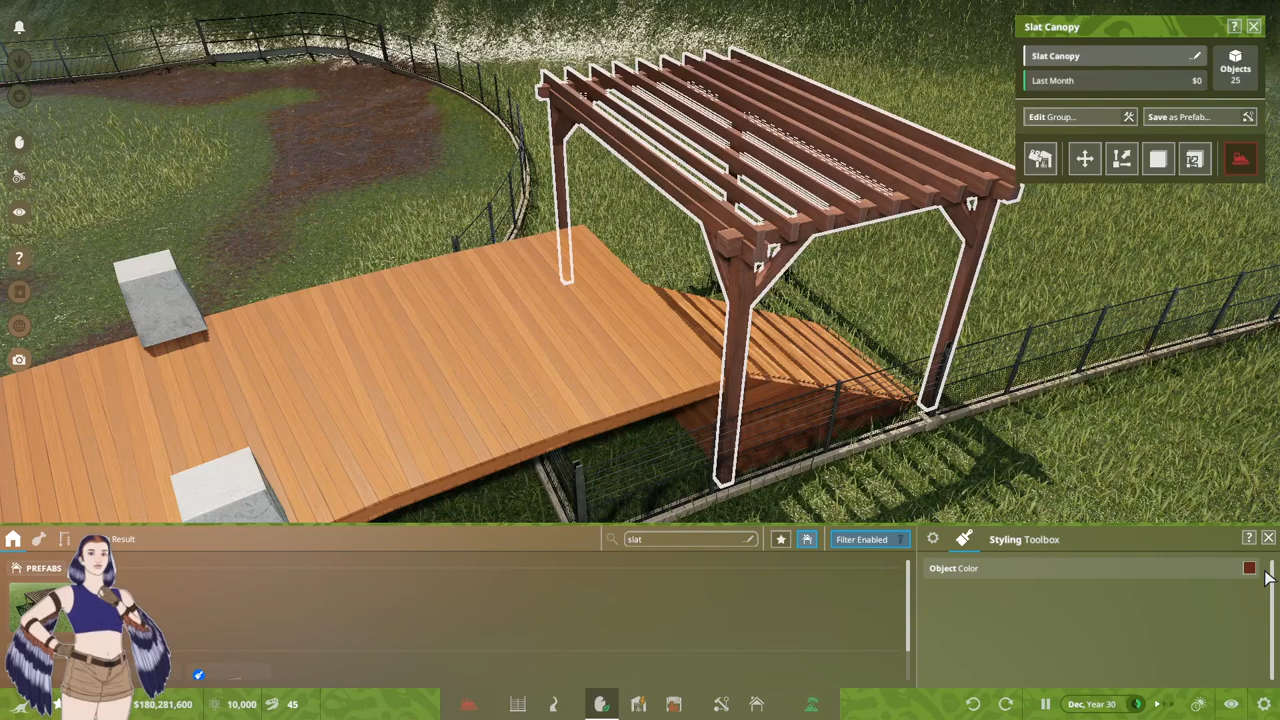 Slat Canopy
?
Slat Canopy
Last Month $0
Objects
25
Edit Group...
Save as Prefab...
?
Result
slat
Filter Enabled
Styling Toolbox
?
PREFABS
Object Color
$180,281,600
10,000
45
Dec, Year 30